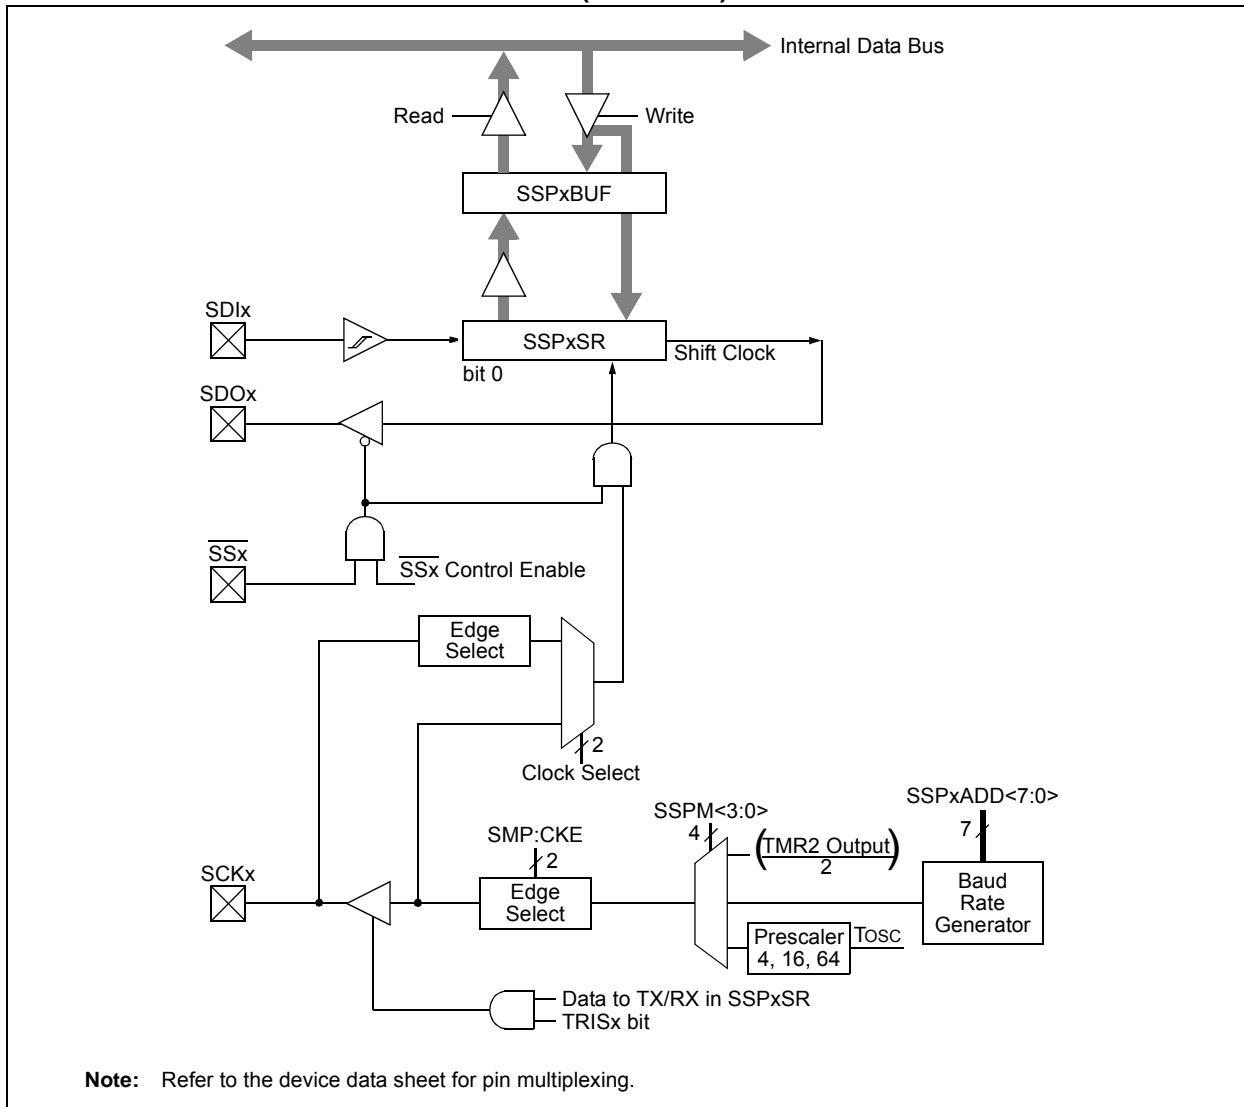 Internal Data Bus
Read
Write
SSPxBUF
SDIx
SSPxSR
Shift Clock
bit 0
SDOx
SSx
SSx Control Enable
Edge
Select
2
Clock Select
SSPxADD<7:0>
SSPM<3:0>
7
4
(TMR2 Output)
2
SMP:CKE
2
SCKx
Edge
Select
Baud
Rate
Generator
Prescaler
4, 16, 64
TOSC
Data to TX/RX in SSPxSR
TRISx bit
Note: Refer to the device data sheet for pin multiplexing.